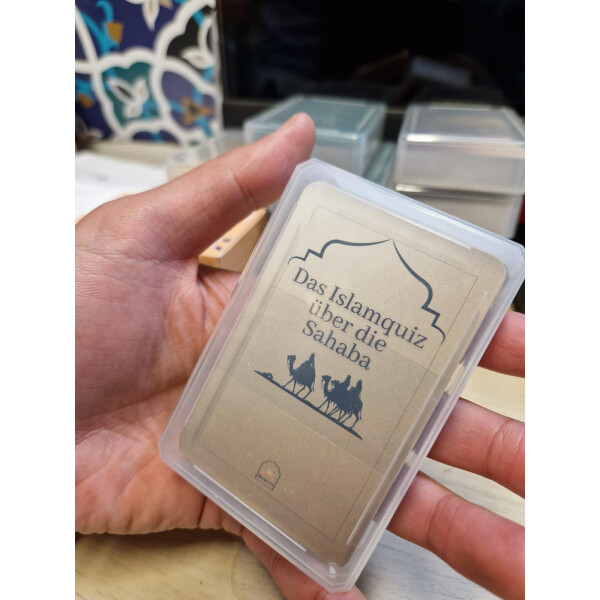 Das Islamquiz
über die
Sahaba